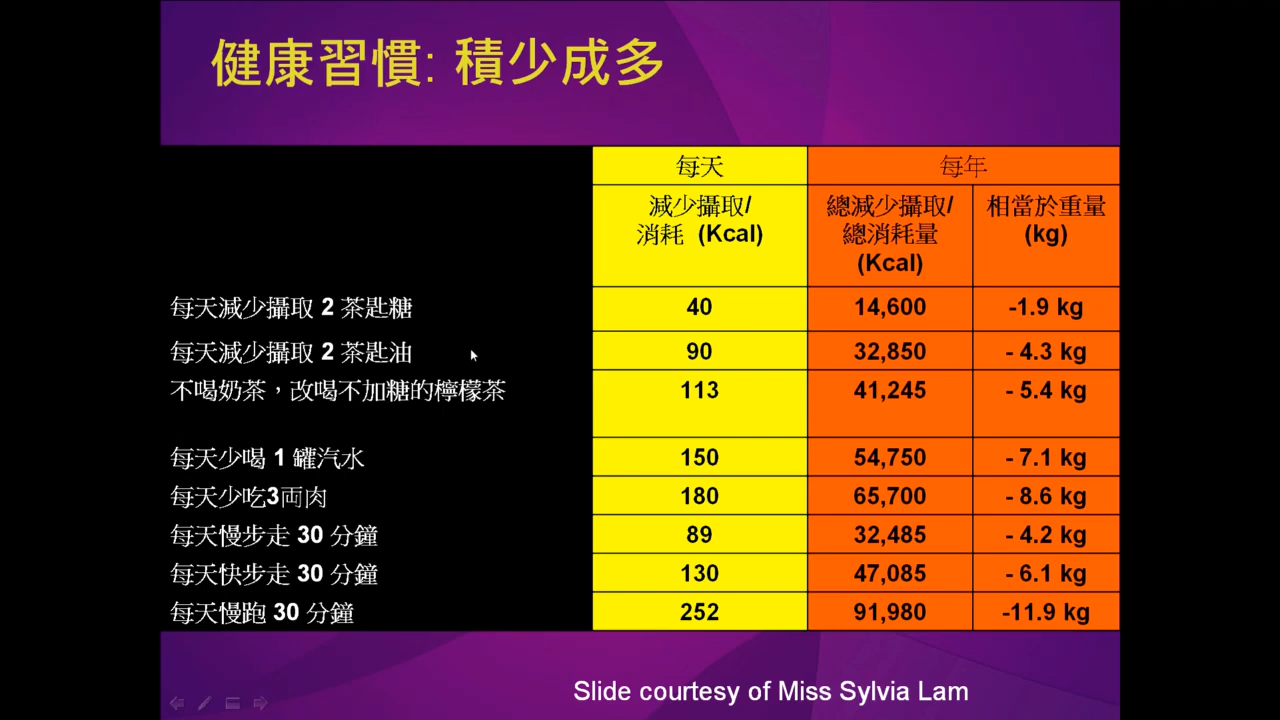 健康習慣: 積少成多
每天 每年
減少攝取/ 總減少攝取/ 相當於重量
消耗 (Kcal) 總消耗量 (kg)
(Kcal)
每天減少攝取 2 茶匙糖 40 14,600 -1.9 kg
每天減少攝取 2 茶匙油 90 32,850 - 4.3 kg
不喝奶茶，改喝不加糖的檸檬茶 113 41,245 - 5.4 kg
每天少喝 1 罐汽水 150 54,750 - 7.1 kg
每天少吃3両肉 180 65,700 - 8.6 kg
每天慢步走 30 分鐘 89 32,485 - 4.2 kg
每天快步走 30 分鐘 130 47,085 - 6.1 kg
每天慢跑 30 分鐘 252 91,980 -11.9 kg
Slide courtesy of Miss Sylvia Lam